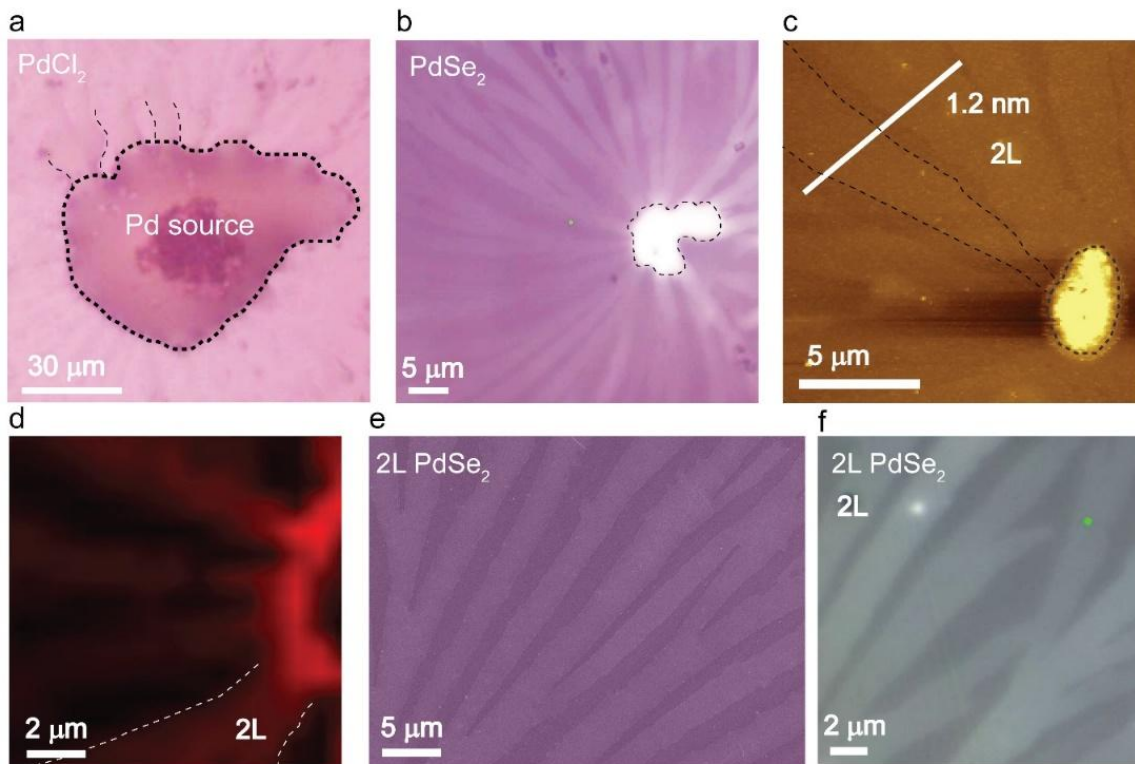 a
PdCl₂
Pd source
30 μm
b
PdSe₂
5 μm
c
1.2 nm
2L
5 μm
d
2L
2 μm
e
2L PdSe₂
5 μm
f
2L PdSe₂
2L
2 μm